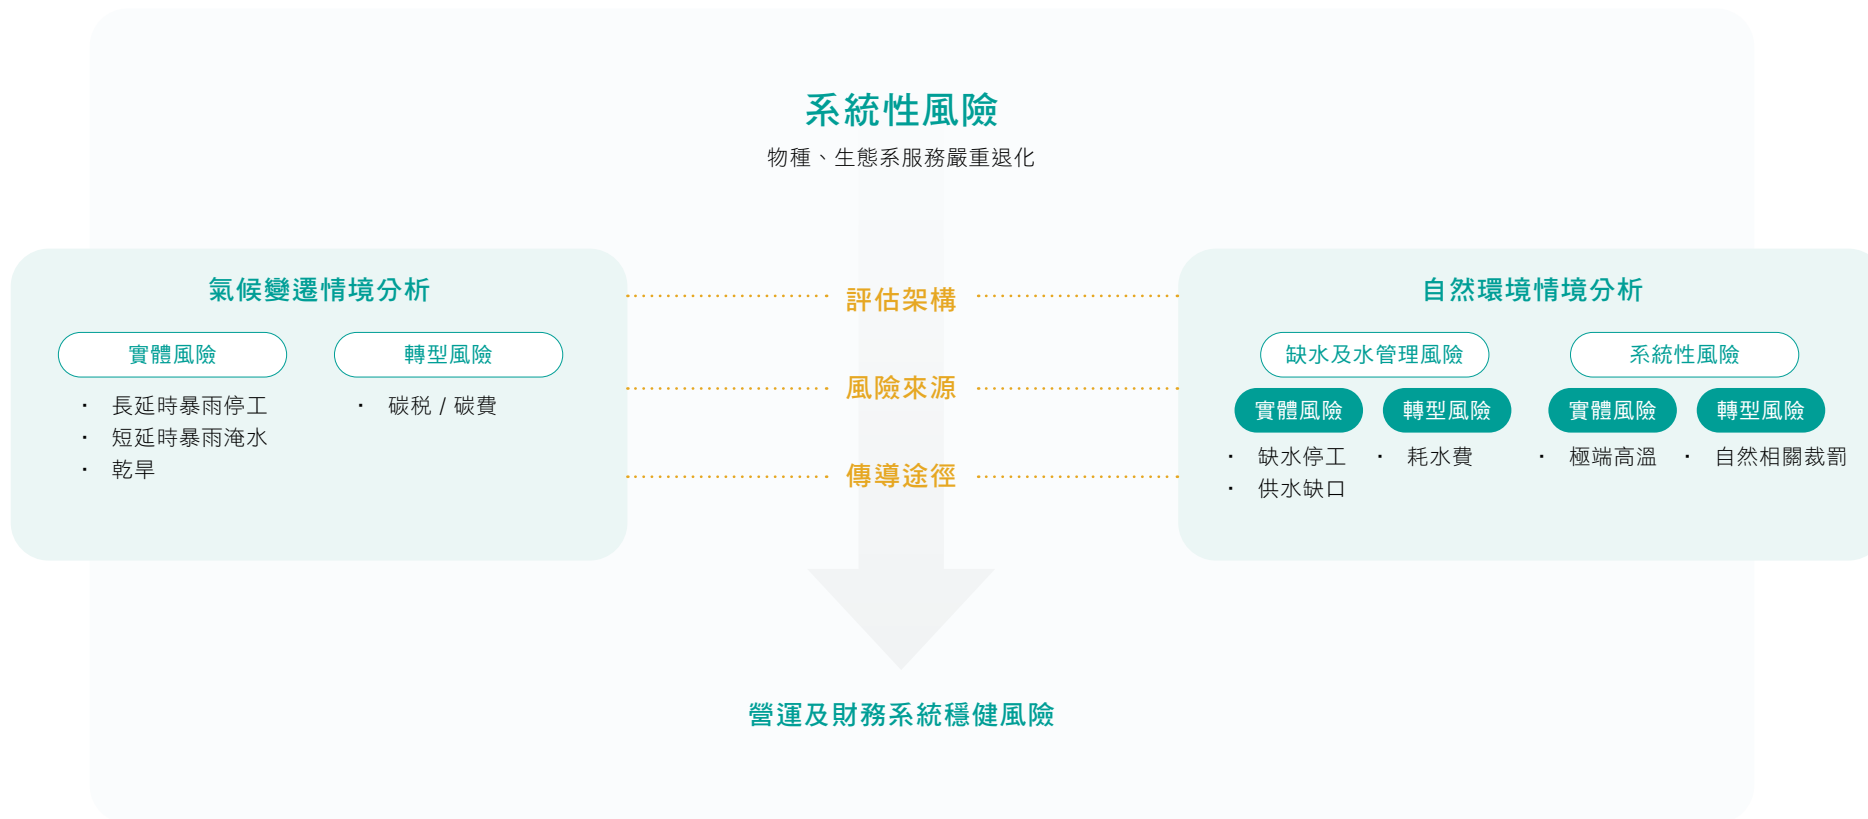 系統性風險
物種、生態系服務嚴重退化
氣候變遷情境分析
實體風險
・ 長延時暴雨停工
・ 短延時暴雨淹水
・ 乾旱
轉型風險
・ 碳稅 / 碳費
評估架構
風險來源
傳導途徑
自然環境情境分析
缺水及水管理風險
實體風險
・ 缺水停工
・ 供水缺口
轉型風險
・ 耗水費
系統性風險
實體風險
・ 極端高溫
轉型風險
・ 自然相關裁罰
營運及財務系統穩健風險